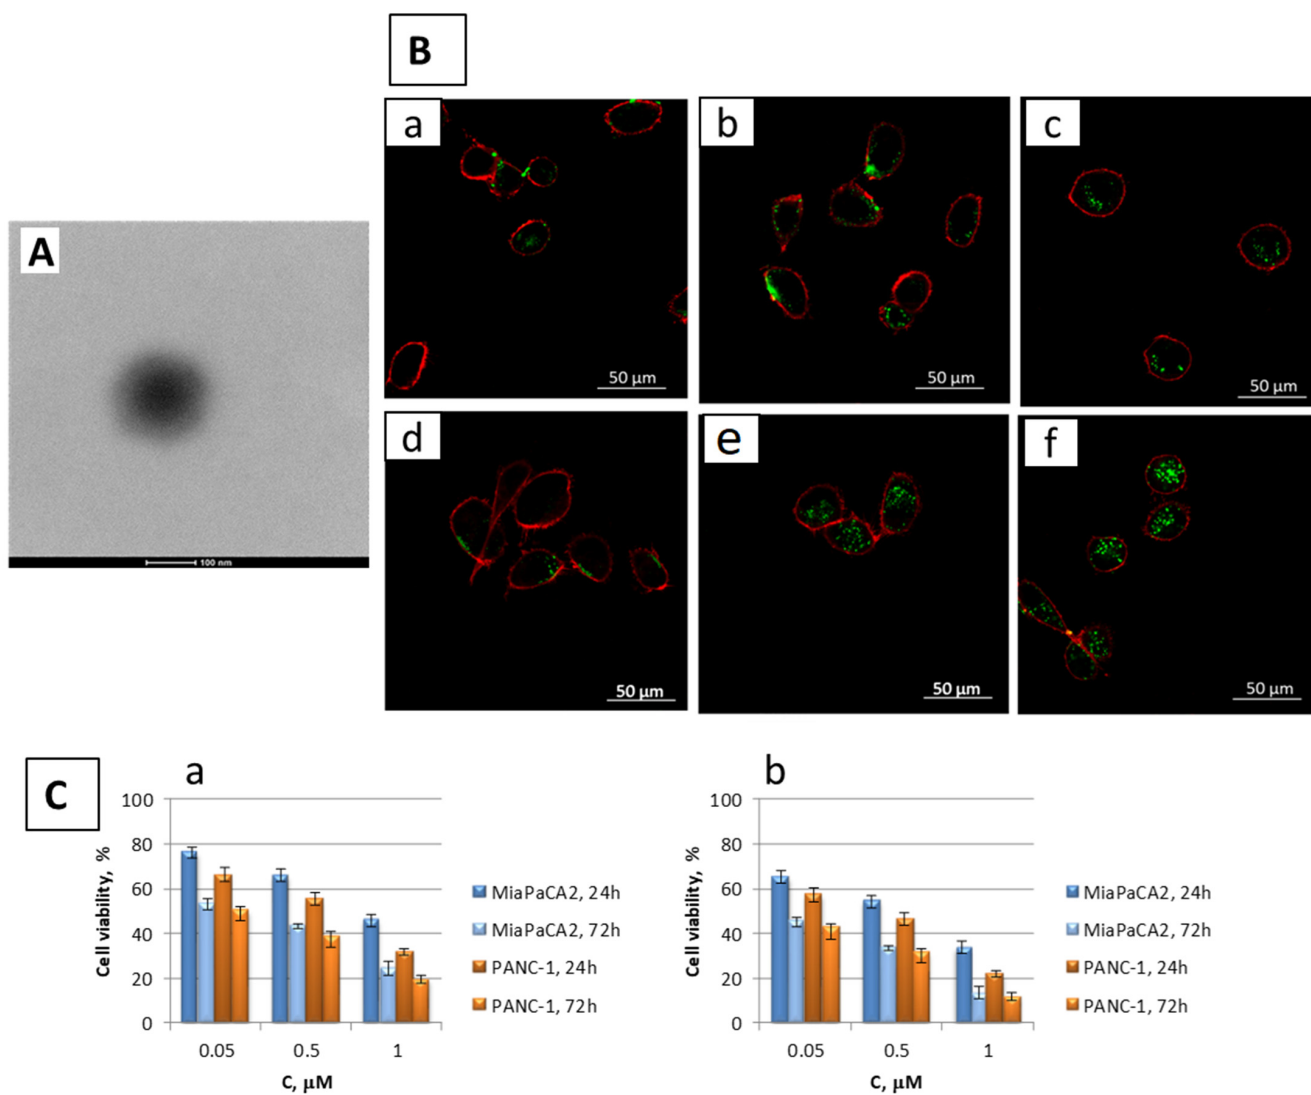 B
a
b
c
50 µm
50 µm
50 µm
A
100 nm
d
e
f
50 µm
50 µm
50 µm
C
a
100
80
60
40
20
0
Cell viability, %
0.05 0.5 1
C, µM
MiaPaCA2, 24h
MiaPaCA2, 72h
PANC-1, 24h
PANC-1, 72h
b
100
80
60
40
20
0
Cell viability, %
0.05 0.5 1
C, µM
MiaPaCA2, 24h
MiaPaCA2, 72h
PANC-1, 24h
PANC-1, 72h